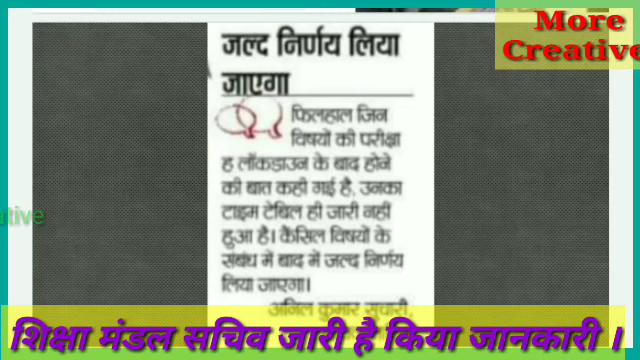 More
Creative
जल्द निर्णय लिया
जाएगा
फिलहाल जिन
विषयों की परीक्षा
ह लॉकडाउन के बाद होने
की बात कही गई है, उनका
टाइम टेबिल ही जारी नहीं
हुआ है। कैंसिल विषयों के
संबंध में बाद में जल्द निर्णय
लिया जाएगा।
अनिल कुमार सुचारी,
ative
शिक्षा मंडल सचिव जारी है किया जानकारी ।